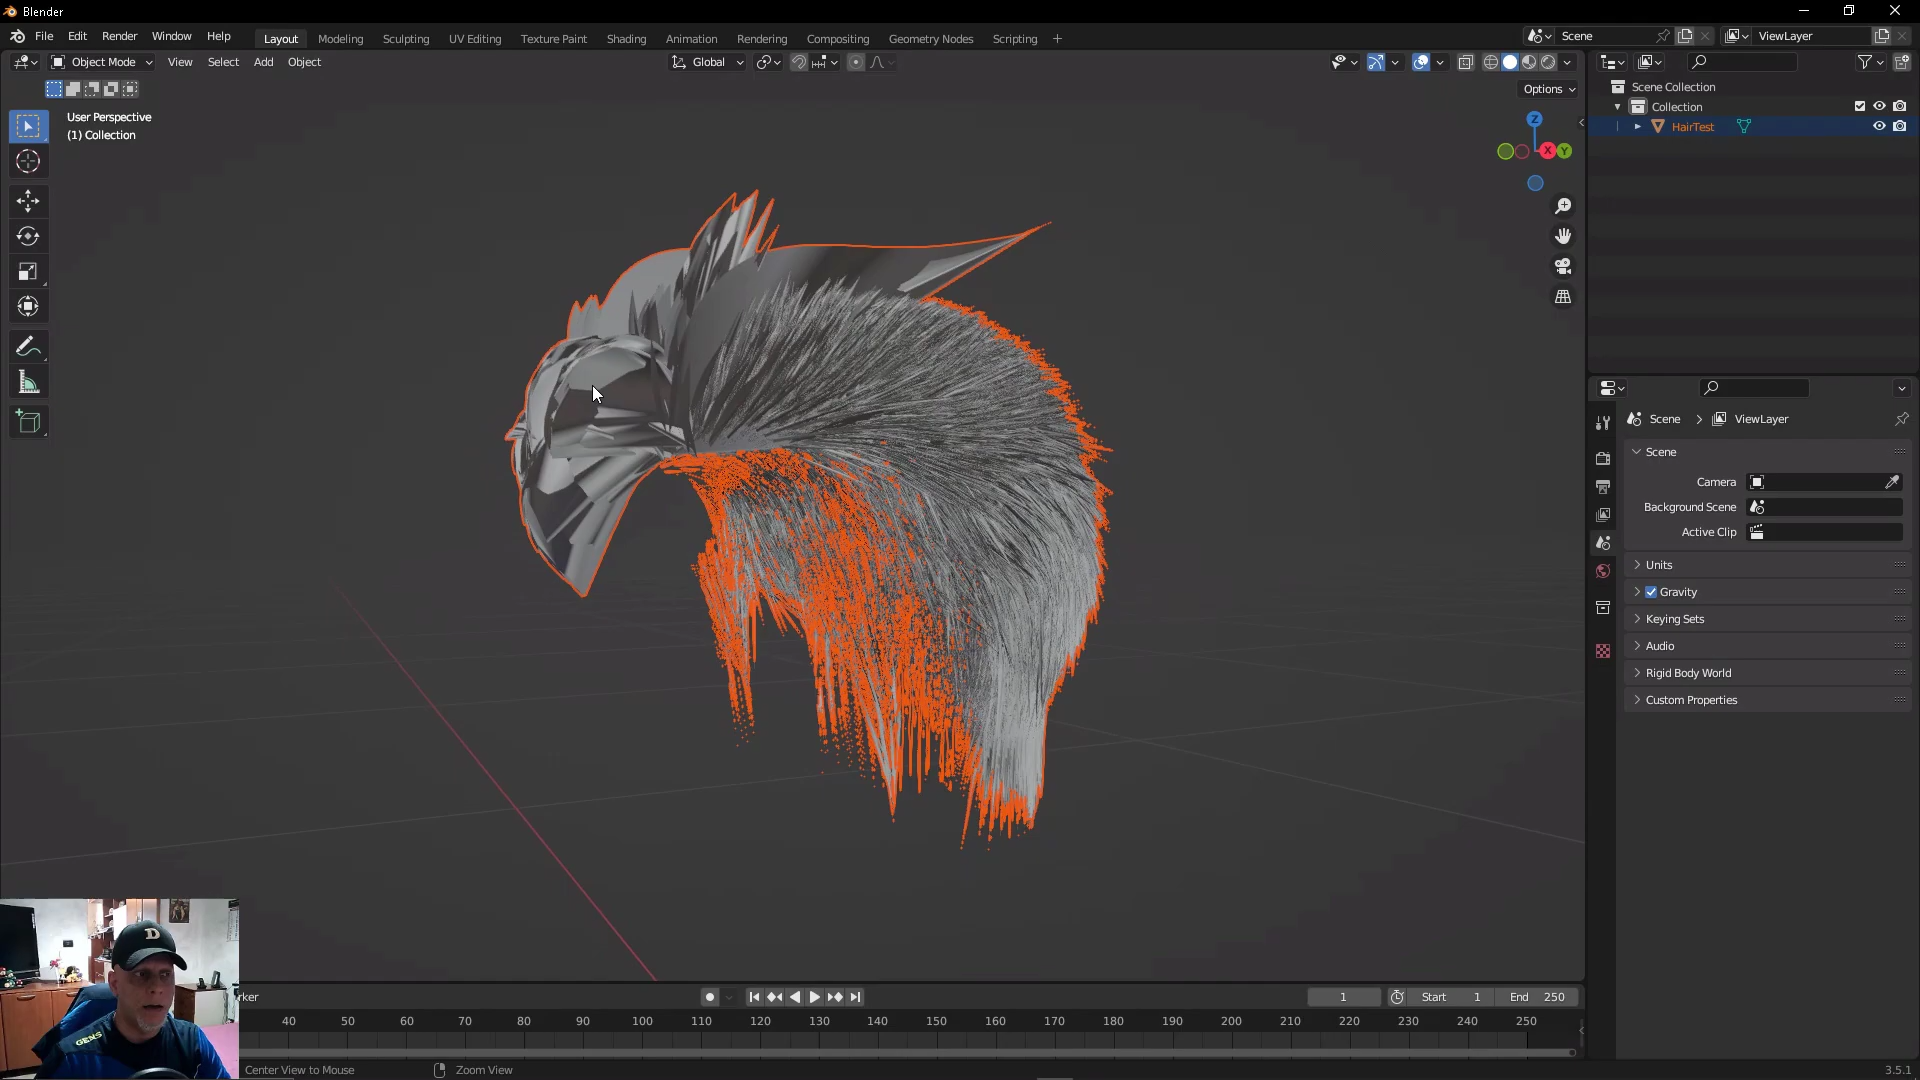 Blender
File Edit Render Window Help Layout Modeling Sculpting UV Editing Texture Paint Shading Animation Rendering Compositing Geometry Nodes Scripting + Scene ViewLayer
Object Mode View Select Add Object Global
Options
User Perspective
(1) Collection
Z
X Y
Scene Collection
Collection
HairTest
Scene > ViewLayer
Scene
Camera
Background Scene
Active Clip
Units
Gravity
Keying Sets
Audio
Rigid Body World
Custom Properties
D
GENS
rker 1 Start 1 End 250
40 50 60 70 80 90 100 110 120 130 140 150 160 170 180 190 200 210 220 230 240 250
Center View to Mouse Zoom View 3.5.1